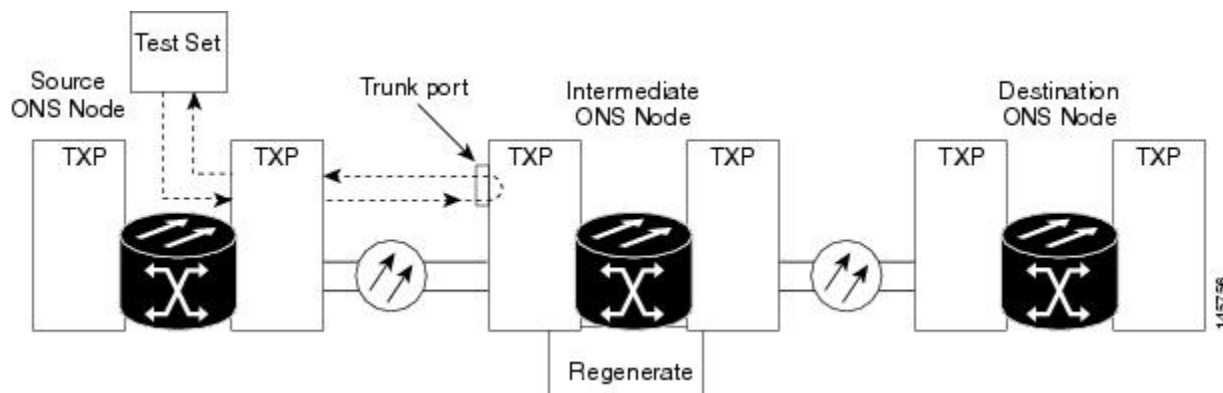 Test Set
Source
ONS Node
Trunk port
Intermediate
ONS Node
Destination
ONS Node
TXP
TXP
TXP
TXP
TXP
TXP
Regenerate
145756